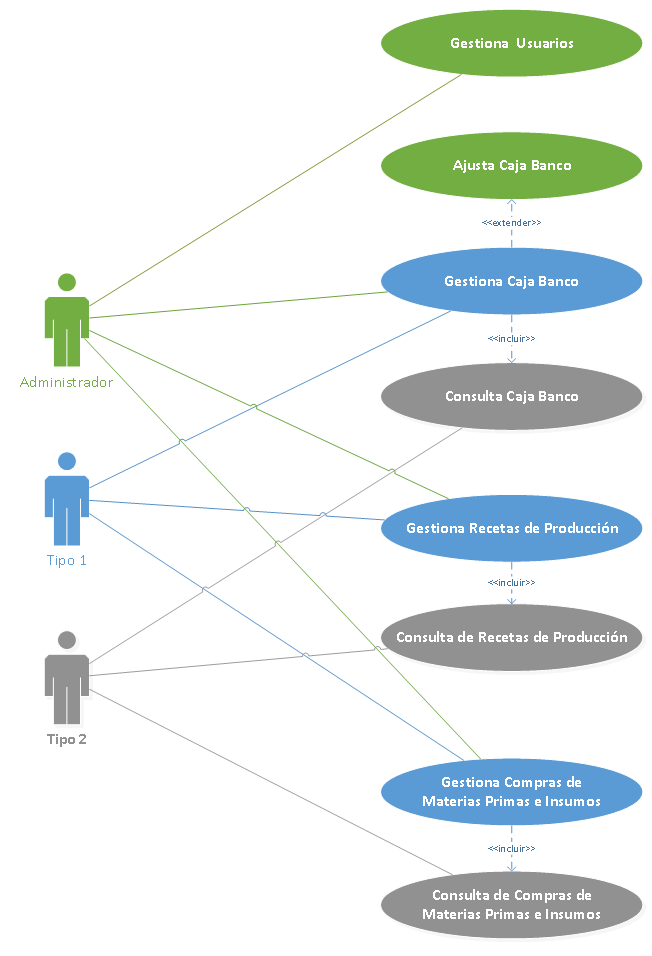 Gestiona Usuarios
Ajusta Caja Banco
<<extender>>
Gestiona Caja Banco
<<incluir>>
Administrador
Consulta Caja Banco
Gestiona Recetas de Producción
Tipo 1
<<incluir>>
Consulta de Recetas de Producción
Tipo 2
Gestiona Compras de
Materias Primas e Insumos
<<incluir>>
Consulta de Compras de
Materias Primas e Insumos